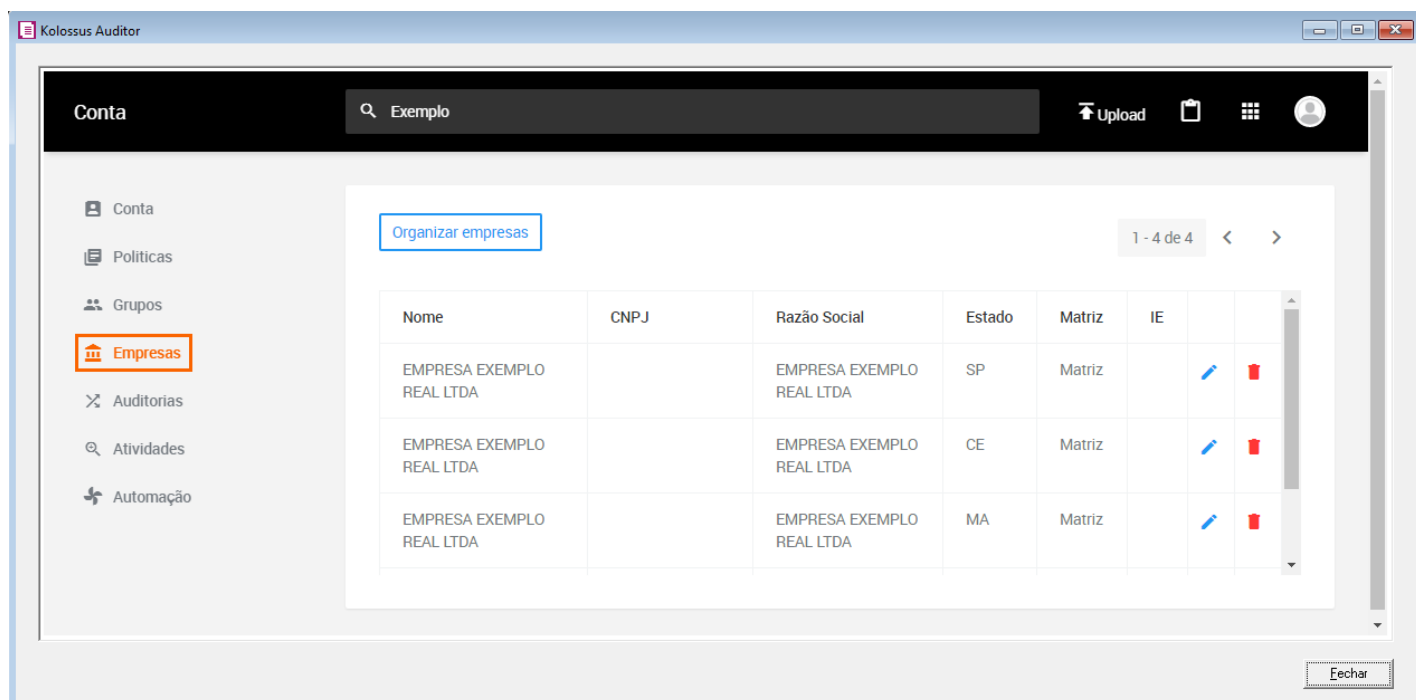 Kolossus Auditor
Conta
Exemplo
Upload
Conta
Politicas
Grupos
Empresas
Auditorias
Atividades
Automação
Organizar empresas
1 - 4 de 4
Nome CNPJ Razão Social Estado Matriz IE
EMPRESA EXEMPLO EMPRESA EXEMPLO SP Matriz
REAL LTDA REAL LTDA
EMPRESA EXEMPLO EMPRESA EXEMPLO CE Matriz
REAL LTDA REAL LTDA
EMPRESA EXEMPLO EMPRESA EXEMPLO MA Matriz
REAL LTDA REAL LTDA
Fechar